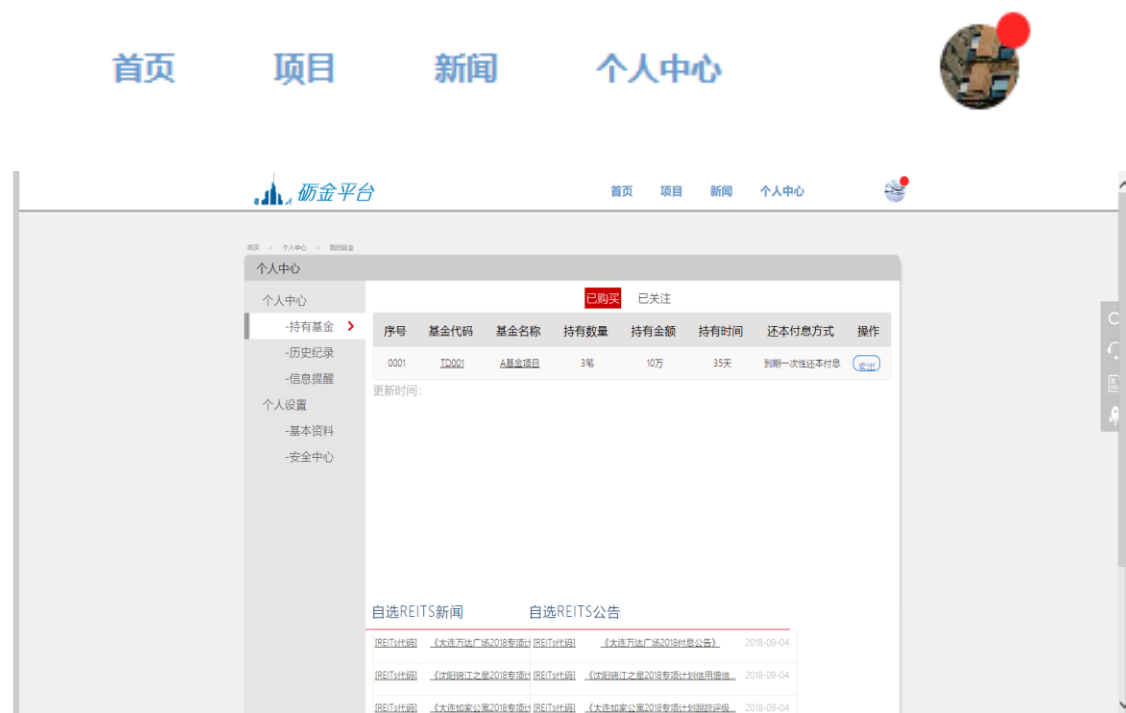 首页 项目 新闻 个人中心
砺金平台 首页 项目 新闻 个人中心
首页 > 个人中心 > 我的砺金
个人中心
个人中心 已购买 已关注
-持有基金 序号 基金代码 基金名称 持有数量 持有金额 持有时间 还本付息方式 操作
-历史纪录 0001 TD001 A基金项目 3笔 10万 35天 到期一次性还本付息 卖出
-信息提醒 更新时间:
个人设置
-基本资料
-安全中心
自选REITS新闻 自选REITS公告
[REITs代码] 《大连万达广场2018专项计 [REITs代码] 《大连万达广场2018付息公告》 2018-09-04
[REITs代码] 《沈阳锦江之星2018专项计 [REITs代码] 《沈阳锦江之星2018专项计划信用增信... 2018-09-04
[REITs代码] 《大连如家公寓2018专项计 [REITs代码] 《大连如家公寓2018专项计划跟踪评级... 2018-09-04